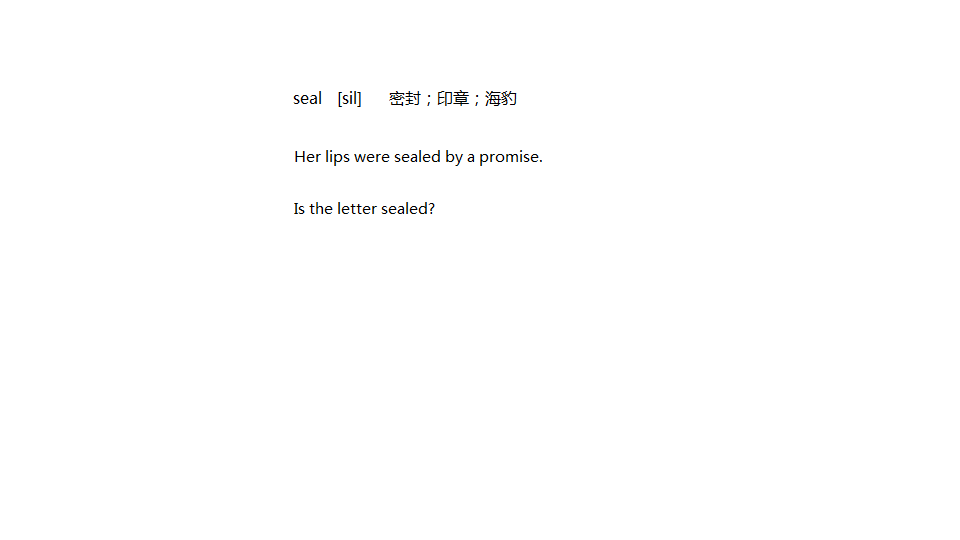 seal [sil] 密封；印章；海豹
Her lips were sealed by a promise.
Is the letter sealed?